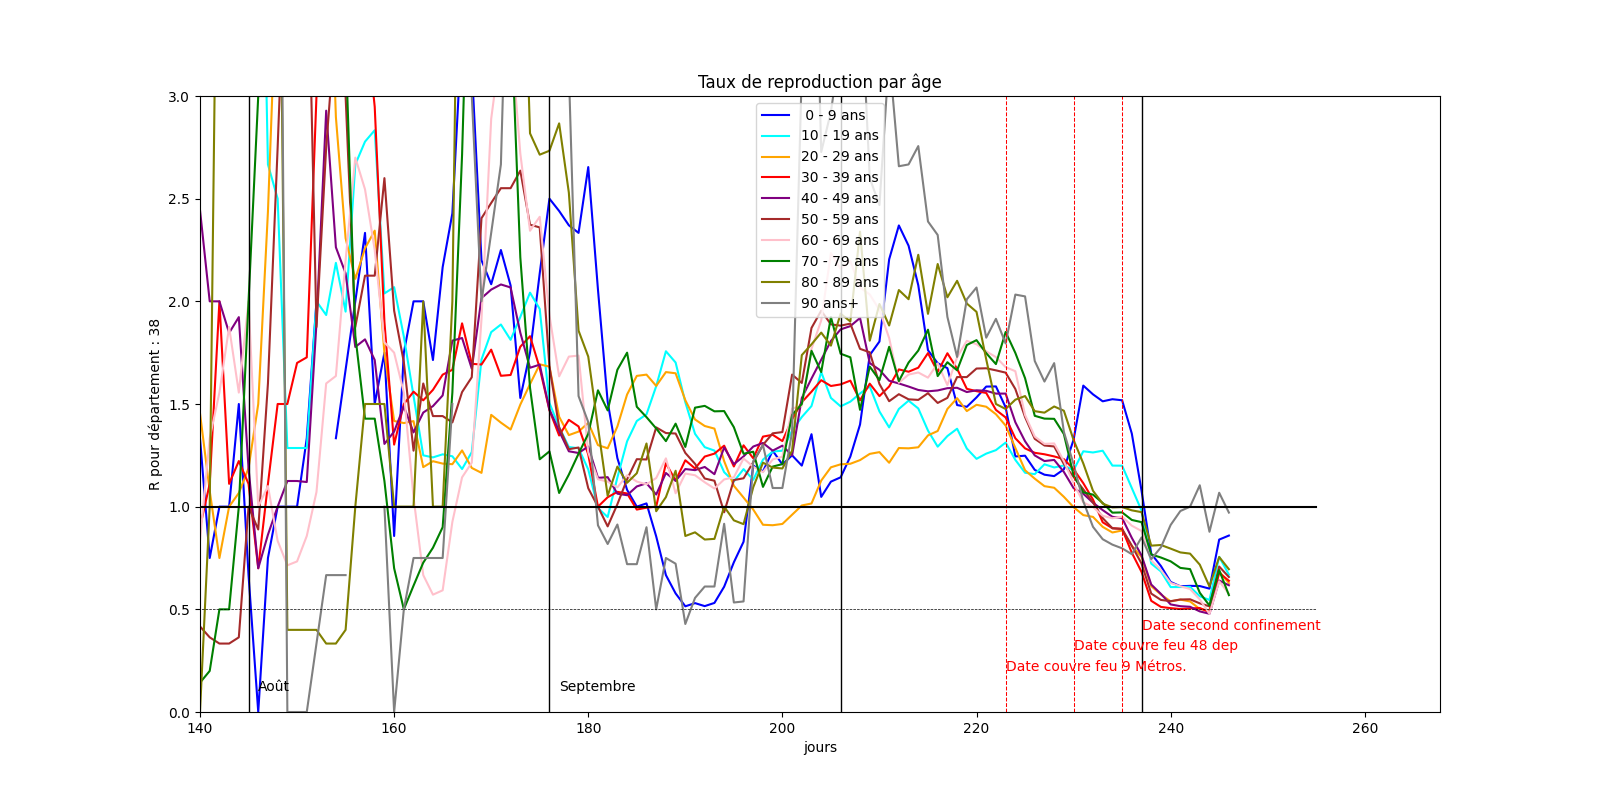 Taux de reproduction par âge
R pour département : 38
3.0
2.5
2.0
1.5
1.0
0.5
0.0
0 - 9 ans
10 - 19 ans
20 - 29 ans
30 - 39 ans
40 - 49 ans
50 - 59 ans
60 - 69 ans
70 - 79 ans
80 - 89 ans
90 ans+
Date second confinement
Date couvre feu 48 dep
Date couvre feu 9 Métros.
Août
Septembre
140
160
180
200
220
240
260
jours